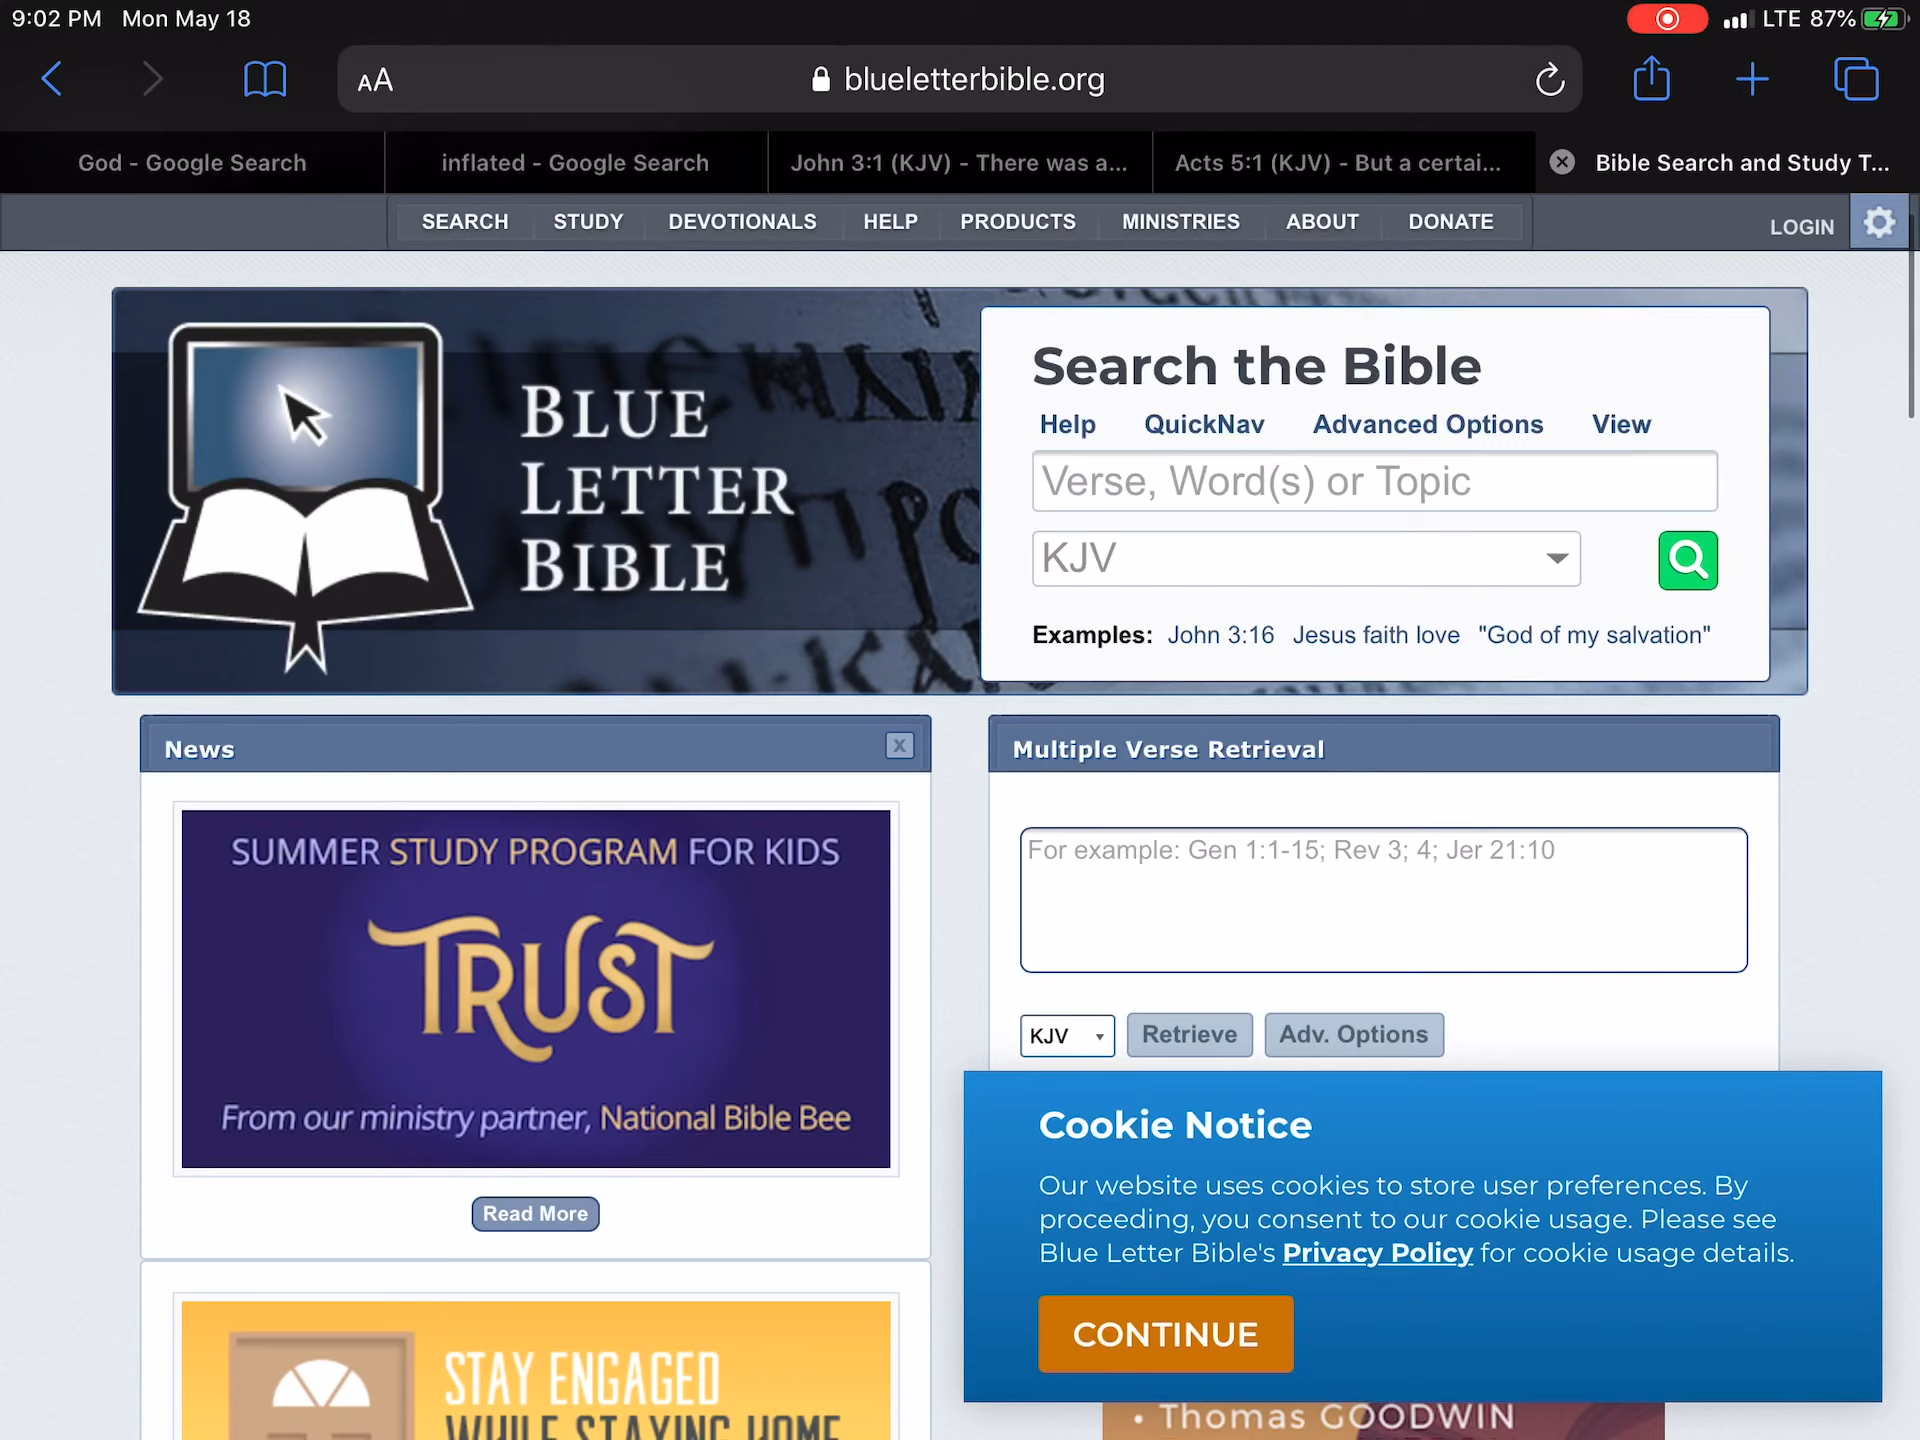 9:02 PM Mon May 18
LTE 87%
AA
blueletterbible.org
God - Google Search
inflated - Google Search
John 3:1 (KJV) - There was a...
Acts 5:1 (KJV) - But a certai...
Bible Search and Study T...
SEARCH STUDY DEVOTIONALS HELP PRODUCTS MINISTRIES ABOUT DONATE
LOGIN
BLUE
LETTER
BIBLE
Search the Bible
Help QuickNav Advanced Options View
Verse, Word(s) or Topic
KJV
Examples: John 3:16 Jesus faith love "God of my salvation"
News
X
SUMMER STUDY PROGRAM FOR KIDS
TRUST
From our ministry partner, National Bible Bee
Read More
STAY ENGAGED
WHILE STAYING HOME
Multiple Verse Retrieval
For example: Gen 1:1-15; Rev 3; 4; Jer 21:10
KJV
Retrieve
Adv. Options
Cookie Notice
Our website uses cookies to store user preferences. By
proceeding, you consent to our cookie usage. Please see
Blue Letter Bible's Privacy Policy for cookie usage details.
CONTINUE
• Thomas GOODWIN